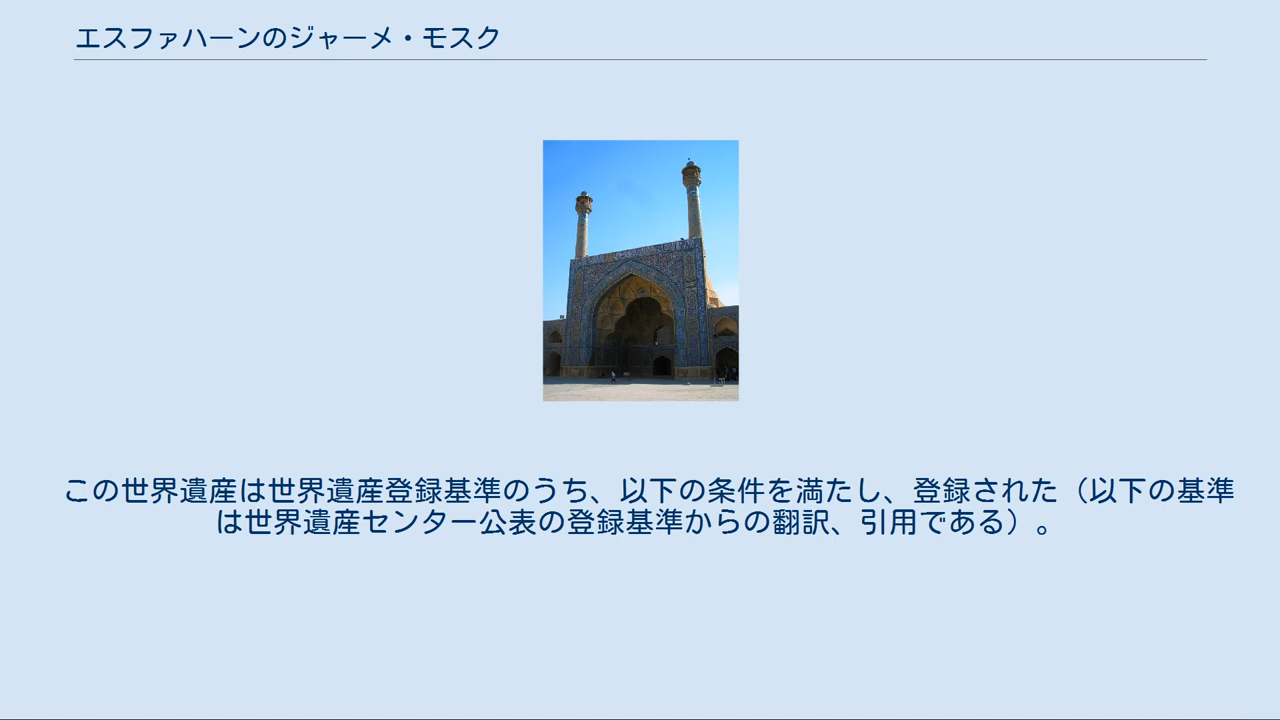 エスファハーンのジャーメ・モスク
この世界遺産は世界遺産登録基準のうち、以下の条件を満たし、登録された（以下の基準
は世界遺産センター公表の登録基準からの翻訳、引用である）。